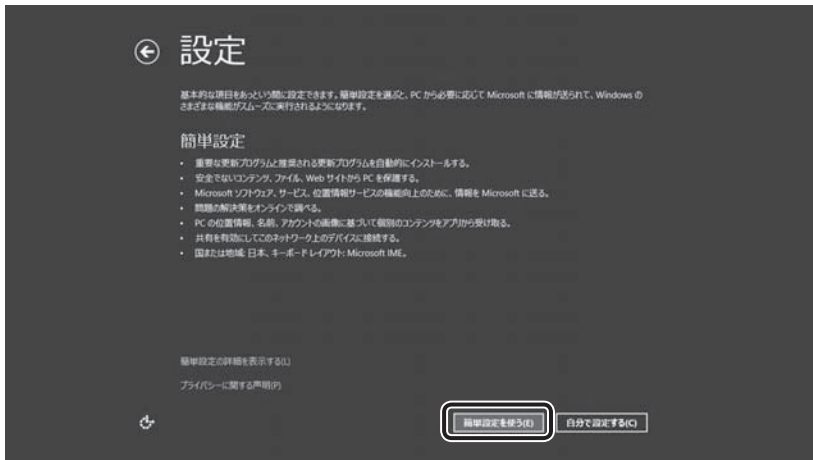 設定
基本的な項目をあっという間に設定できます。簡単設定を選ぶと、PC から必要に応じて Microsoft に情報が送られて、Windows の
さまざまな機能がスムーズに実行されるようになります。
簡単設定
• 重要な更新プログラムと推奨される更新プログラムを自動的にインストールする。
• 安全でないコンテンツ、ファイル、Web サイトから PC を保護する。
• Microsoft ソフトウェア、サービス、位置情報サービスの機能向上のために、情報を Microsoft に送る。
• 問題の解決策をオンラインで調べる。
• PC の位置情報、名前、アカウントの画像に基づいて個別のコンテンツをアプリから受け取る。
• 共有を有効にしてこのネットワーク上のデバイスに接続する。
• 国または地域: 日本、キーボード レイアウト: Microsoft IME。
簡単設定の詳細を表示する(L)
プライバシーに関する声明(P)
簡単設定を使う(E) 自分で設定する(C)